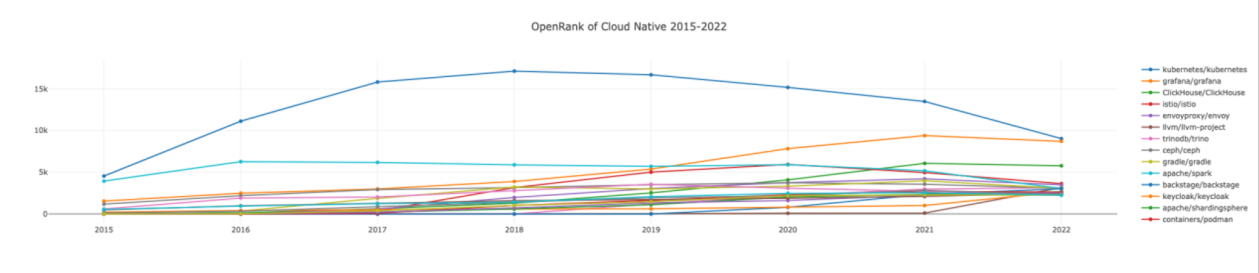 OpenRank of Cloud Native 2015-2022
15k
10k
5k
0
2015 2016 2017 2018 2019 2020 2021 2022
kubernetes/kubernetes
grafana/grafana
ClickHouse/ClickHouse
istio/istio
envoyproxy/envoy
llvm/llvm-project
trinodb/trino
ceph/ceph
gradle/gradle
apache/spark
backstage/backstage
keycloak/keycloak
apache/shardingsphere
containers/podman